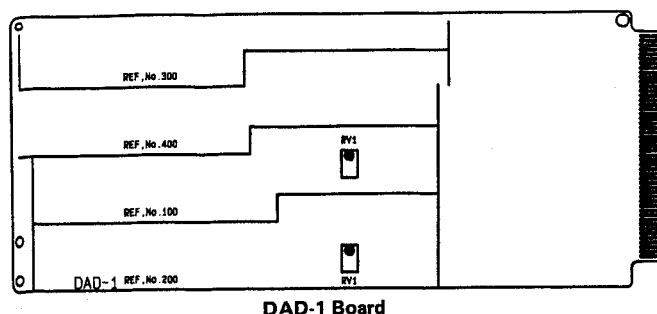 REF,No.300
REF,No.400
RV1
REF,No.100
DAD-1 REF,No.200
RV1
DAD-1 Board